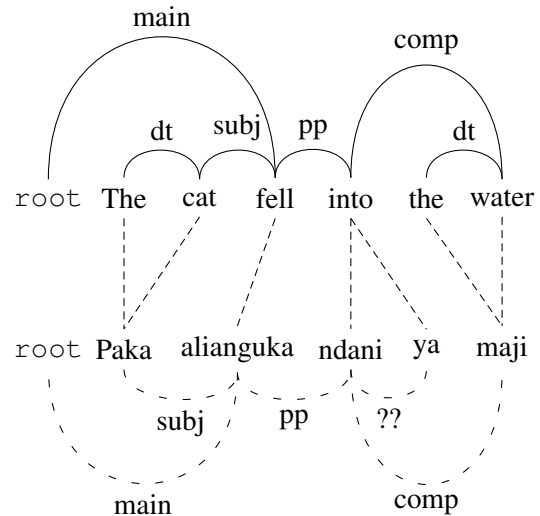 main
comp
dt subj pp dt
root The cat fell into the water
root Paka alianguka ndani ya maji
subj pp ??
main comp